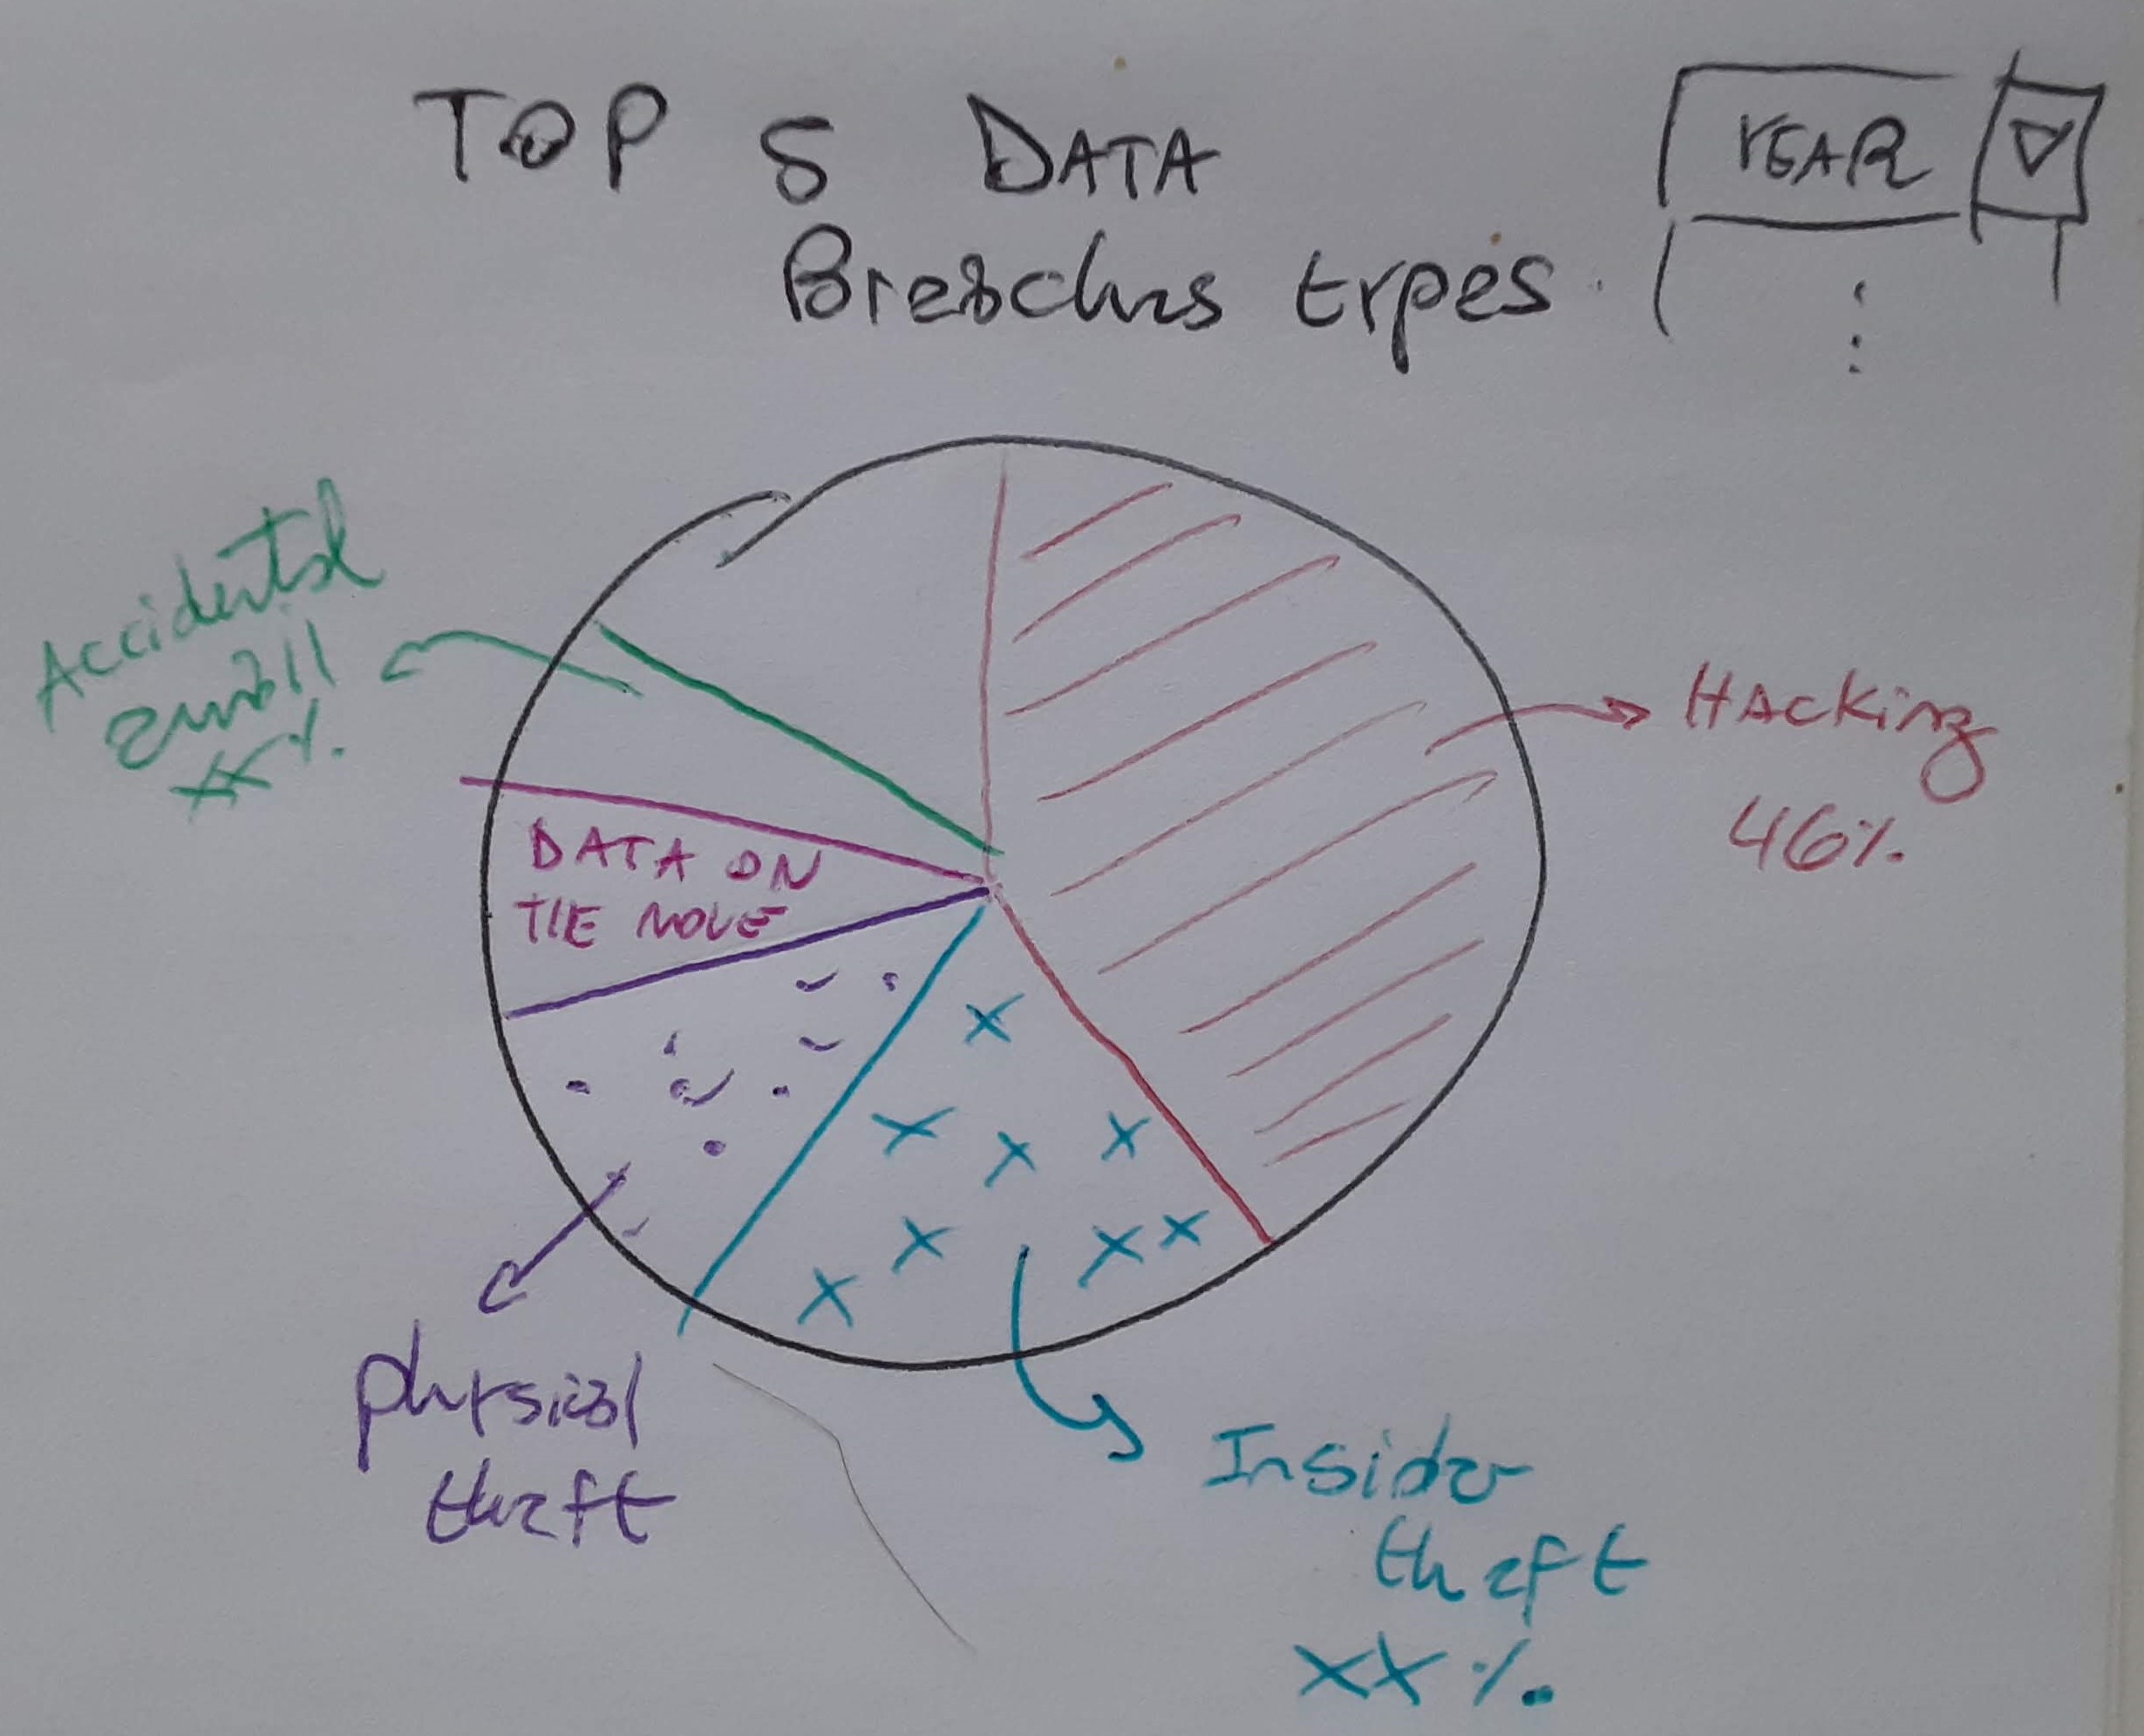 TOP 5 DATA
Breaches types
YEAR
Accidental
email
XX%
Hacking
46%
DATA ON
THE MOVE
physical
theft
Insider
theft
XX%